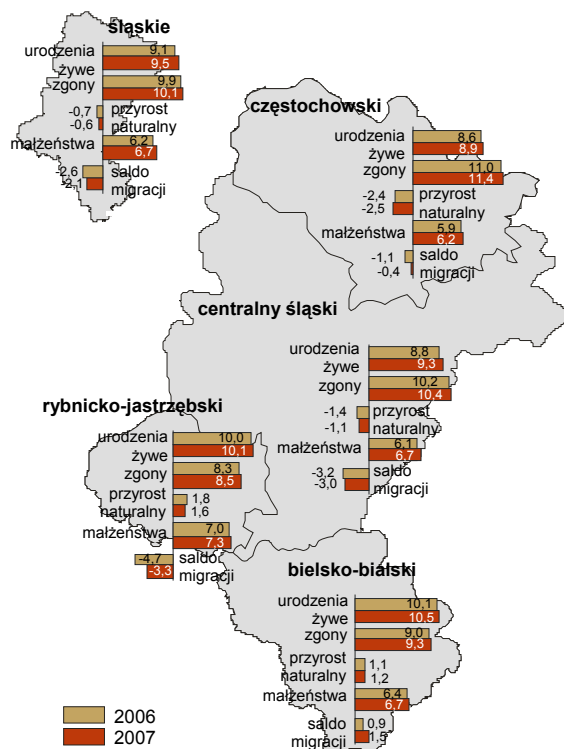 śląskie
urodzenia
żywe
9,1
9,5
zgony
9,9
10,1
przyrost
naturalny
-0,7
-0,6
małżeństwa
6,2
6,7
saldo
migracji
-2,6
-2,1
częstochowski
urodzenia
żywe
8,6
8,9
zgony
11,0
11,4
przyrost
naturalny
-2,4
-2,5
małżeństwa
5,9
6,2
saldo
migracji
-1,1
-0,4
centralny śląski
urodzenia
żywe
8,8
9,3
zgony
10,2
10,4
przyrost
naturalny
-1,4
-1,1
małżeństwa
6,1
6,7
saldo
migracji
-3,2
-3,0
rybnicko-jastrzębski
urodzenia
żywe
10,0
10,1
zgony
8,3
8,5
przyrost
naturalny
1,8
1,6
małżeństwa
7,0
7,3
saldo
migracji
-4,7
-3,3
bielsko-bialski
urodzenia
żywe
10,1
10,5
zgony
9,0
9,3
przyrost
naturalny
1,1
1,2
małżeństwa
6,4
6,7
saldo
migracji
0,9
2006
2007